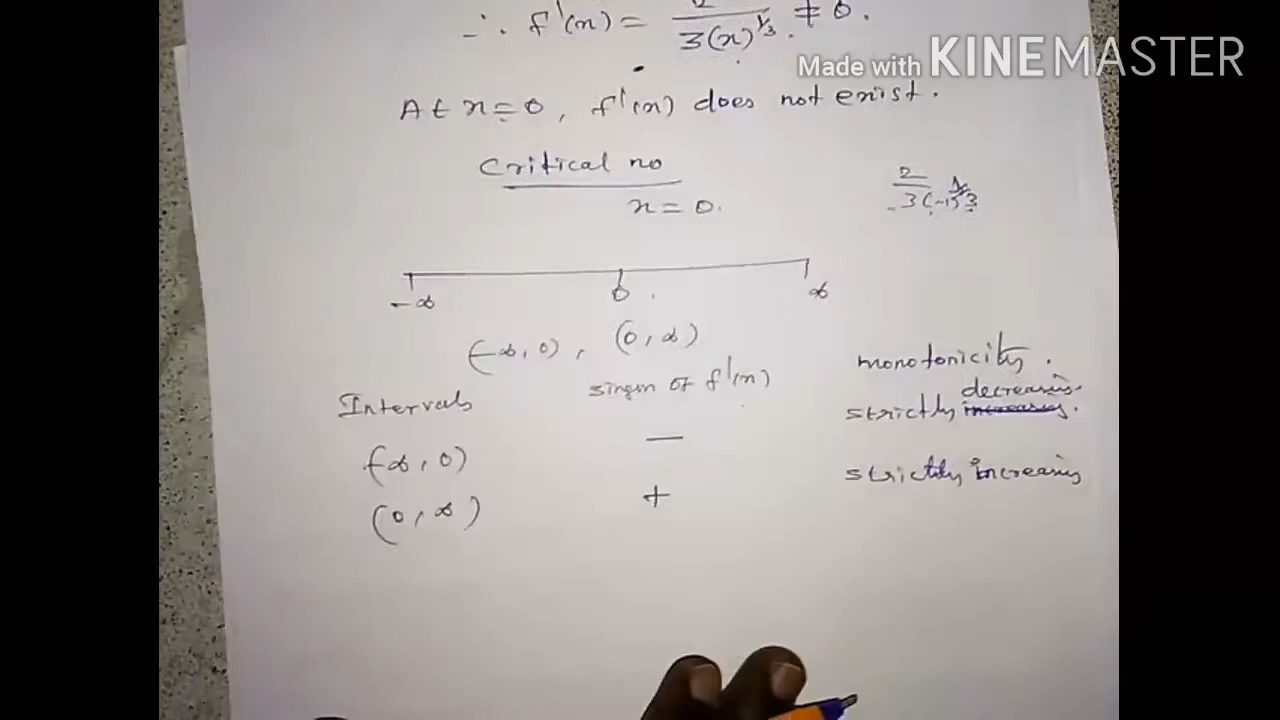 ∴ f'(x) = 2/3(x)^1/3 ≠ 0.
Made with KINEMASTER
At x = 0, f'(x) does not exist.
Critical no
x = 0.
2/3(-1)^1/3
-∞ 0 ∞
(-∞, 0), (0, ∞)
Intervals singn of f'(x) monotonicity.
(-∞, 0) — strictly decreasing.
(0, ∞) + strictly increasing